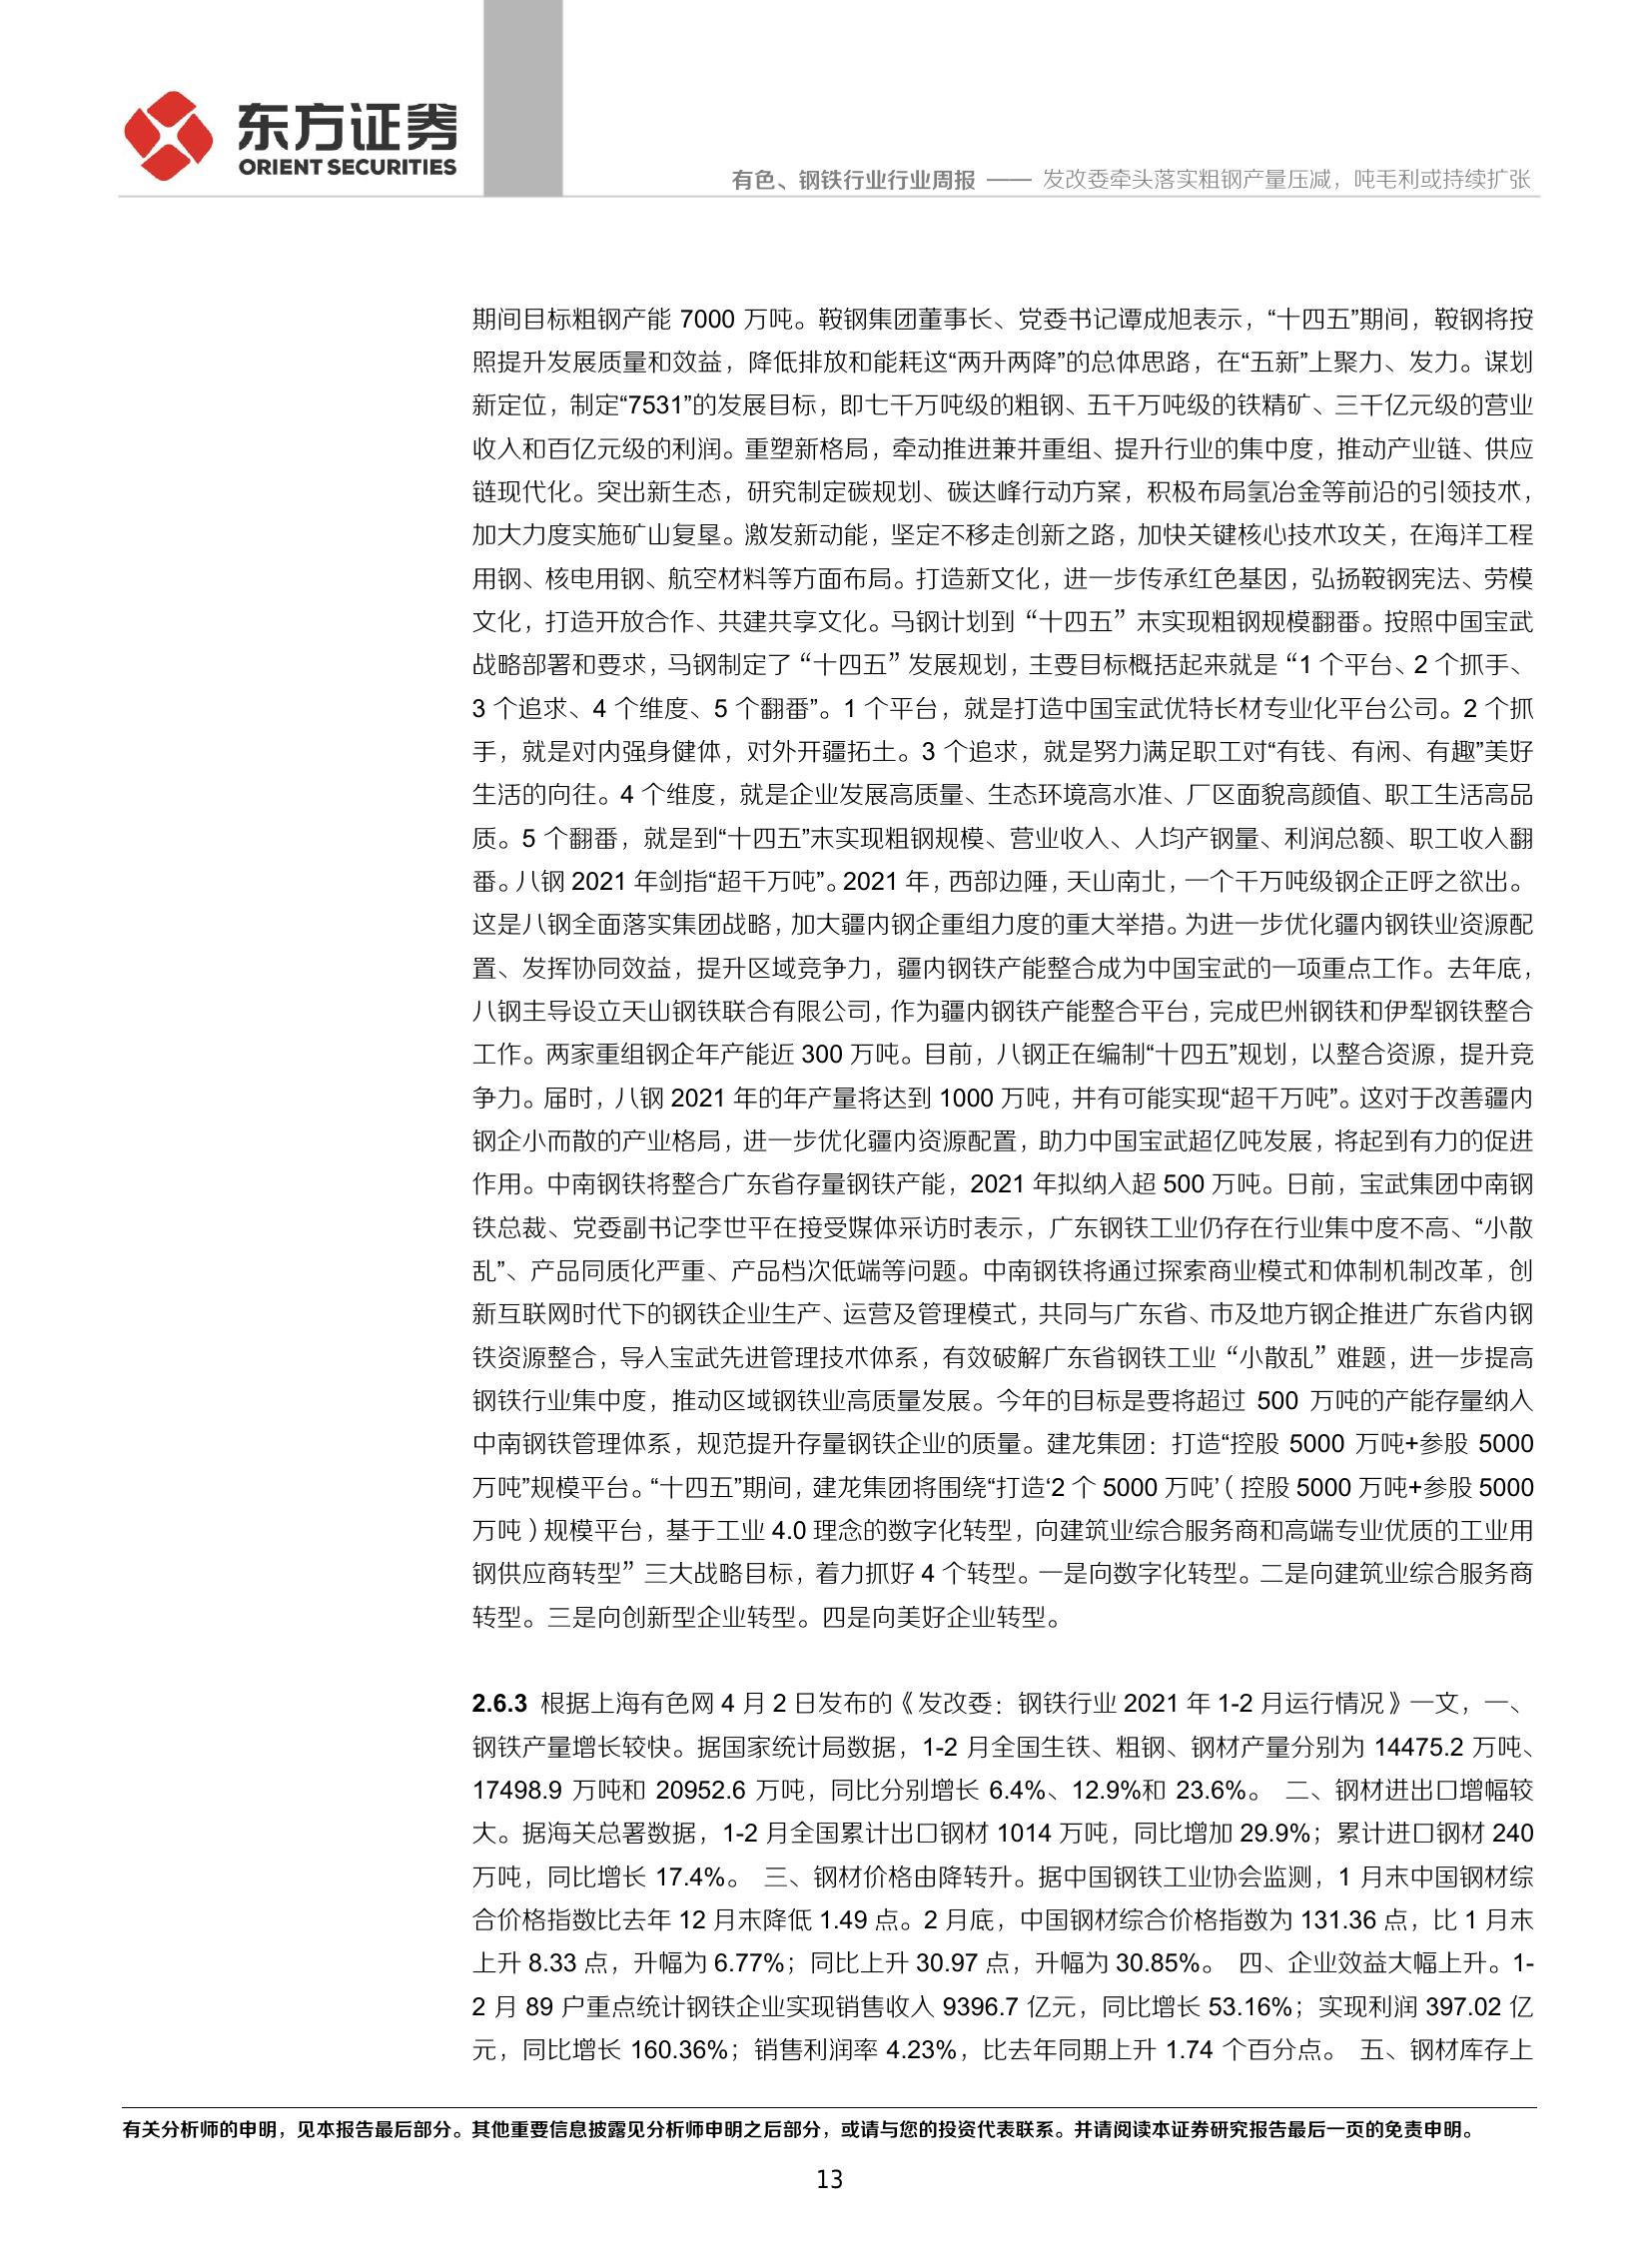 东方证券
ORIENT SECURITIES
有色、钢铁行业行业周报 —— 发改委牵头落实粗钢产量压减，吨毛利或持续扩张
期间目标粗钢产能 7000 万吨。鞍钢集团董事长、党委书记谭成旭表示，“十四五”期间，鞍钢将按
照提升发展质量和效益，降低排放和能耗这“两升两降”的总体思路，在“五新”上聚力、发力。谋划
新定位，制定“7531”的发展目标，即七千万吨级的粗钢、五千万吨级的铁精矿、三千亿元级的营业
收入和百亿元级的利润。重塑新格局，牵动推进兼并重组、提升行业的集中度，推动产业链、供应
链现代化。突出新生态，研究制定碳规划、碳达峰行动方案，积极布局氢冶金等前沿的引领技术，
加大力度实施矿山复垦。激发新动能，坚定不移走创新之路，加快关键核心技术攻关，在海洋工程
用钢、核电用钢、航空材料等方面布局。打造新文化，进一步传承红色基因，弘扬鞍钢宪法、劳模
文化，打造开放合作、共建共享文化。马钢计划到“十四五”末实现粗钢规模翻番。按照中国宝武
战略部署和要求，马钢制定了“十四五”发展规划，主要目标概括起来就是“1 个平台、2 个抓手、
3 个追求、4 个维度、5 个翻番”。1 个平台，就是打造中国宝武优特长材专业化平台公司。2 个抓
手，就是对内强身健体，对外开疆拓土。3 个追求，就是努力满足职工对“有钱、有闲、有趣”美好
生活的向往。4 个维度，就是企业发展高质量、生态环境高水准、厂区面貌高颜值、职工生活高品
质。5 个翻番，就是到“十四五”末实现粗钢规模、营业收入、人均产钢量、利润总额、职工收入翻
番。八钢 2021 年剑指“超千万吨”。2021 年，西部边陲，天山南北，一个千万吨级钢企正呼之欲出。
这是八钢全面落实集团战略，加大疆内钢企重组力度的重大举措。为进一步优化疆内钢铁业资源配
置、发挥协同效益，提升区域竞争力，疆内钢铁产能整合成为中国宝武的一项重点工作。去年底，
八钢主导设立天山钢铁联合有限公司，作为疆内钢铁产能整合平台，完成巴州钢铁和伊犁钢铁整合
工作。两家重组钢企年产能近 300 万吨。目前，八钢正在编制“十四五”规划，以整合资源，提升竞
争力。届时，八钢 2021 年的年产量将达到 1000 万吨，并有可能实现“超千万吨”。这对于改善疆内
钢企小而散的产业格局，进一步优化疆内资源配置，助力中国宝武超亿吨发展，将起到有力的促进
作用。中南钢铁将整合广东省存量钢铁产能，2021 年拟纳入超 500 万吨。日前，宝武集团中南钢
铁总裁、党委副书记李世平在接受媒体采访时表示，广东钢铁工业仍存在行业集中度不高、“小散
乱”、产品同质化严重、产品档次低端等问题。中南钢铁将通过探索商业模式和体制机制改革，创
新互联网时代下的钢铁企业生产、运营及管理模式，共同与广东省、市及地方钢企推进广东省内钢
铁资源整合，导入宝武先进管理技术体系，有效破解广东省钢铁工业“小散乱”难题，进一步提高
钢铁行业集中度，推动区域钢铁业高质量发展。今年的目标是要将超过 500 万吨的产能存量纳入
中南钢铁管理体系，规范提升存量钢铁企业的质量。建龙集团：打造“控股 5000 万吨+参股 5000
万吨”规模平台。“十四五”期间，建龙集团将围绕“打造‘2 个 5000 万吨’（控股 5000 万吨+参股 5000
万吨）规模平台，基于工业 4.0 理念的数字化转型，向建筑业综合服务商和高端专业优质的工业用
钢供应商转型”三大战略目标，着力抓好 4 个转型。一是向数字化转型。二是向建筑业综合服务商
转型。三是向创新型企业转型。四是向美好企业转型。
2.6.3 根据上海有色网 4 月 2 日发布的《发改委：钢铁行业 2021 年 1-2 月运行情况》一文，一、
钢铁产量增长较快。据国家统计局数据，1-2 月全国生铁、粗钢、钢材产量分别为 14475.2 万吨、
17498.9 万吨和 20952.6 万吨，同比分别增长 6.4%、12.9%和 23.6%。 二、钢材进出口增幅较
大。据海关总署数据，1-2 月全国累计出口钢材 1014 万吨，同比增加 29.9%；累计进口钢材 240
万吨，同比增长 17.4%。 三、钢材价格由降转升。据中国钢铁工业协会监测，1 月末中国钢材综
合价格指数比去年 12 月末降低 1.49 点。2 月底，中国钢材综合价格指数为 131.36 点，比 1 月末
上升 8.33 点，升幅为 6.77%；同比上升 30.97 点，升幅为 30.85%。 四、企业效益大幅上升。1-
2 月 89 户重点统计钢铁企业实现销售收入 9396.7 亿元，同比增长 53.16%；实现利润 397.02 亿
元，同比增长 160.36%；销售利润率 4.23%，比去年同期上升 1.74 个百分点。 五、钢材库存上
有关分析师的申明，见本报告最后部分。其他重要信息披露见分析师申明之后部分，或请与您的投资代表联系。并请阅读本证券研究报告最后一页的免责申明。
13